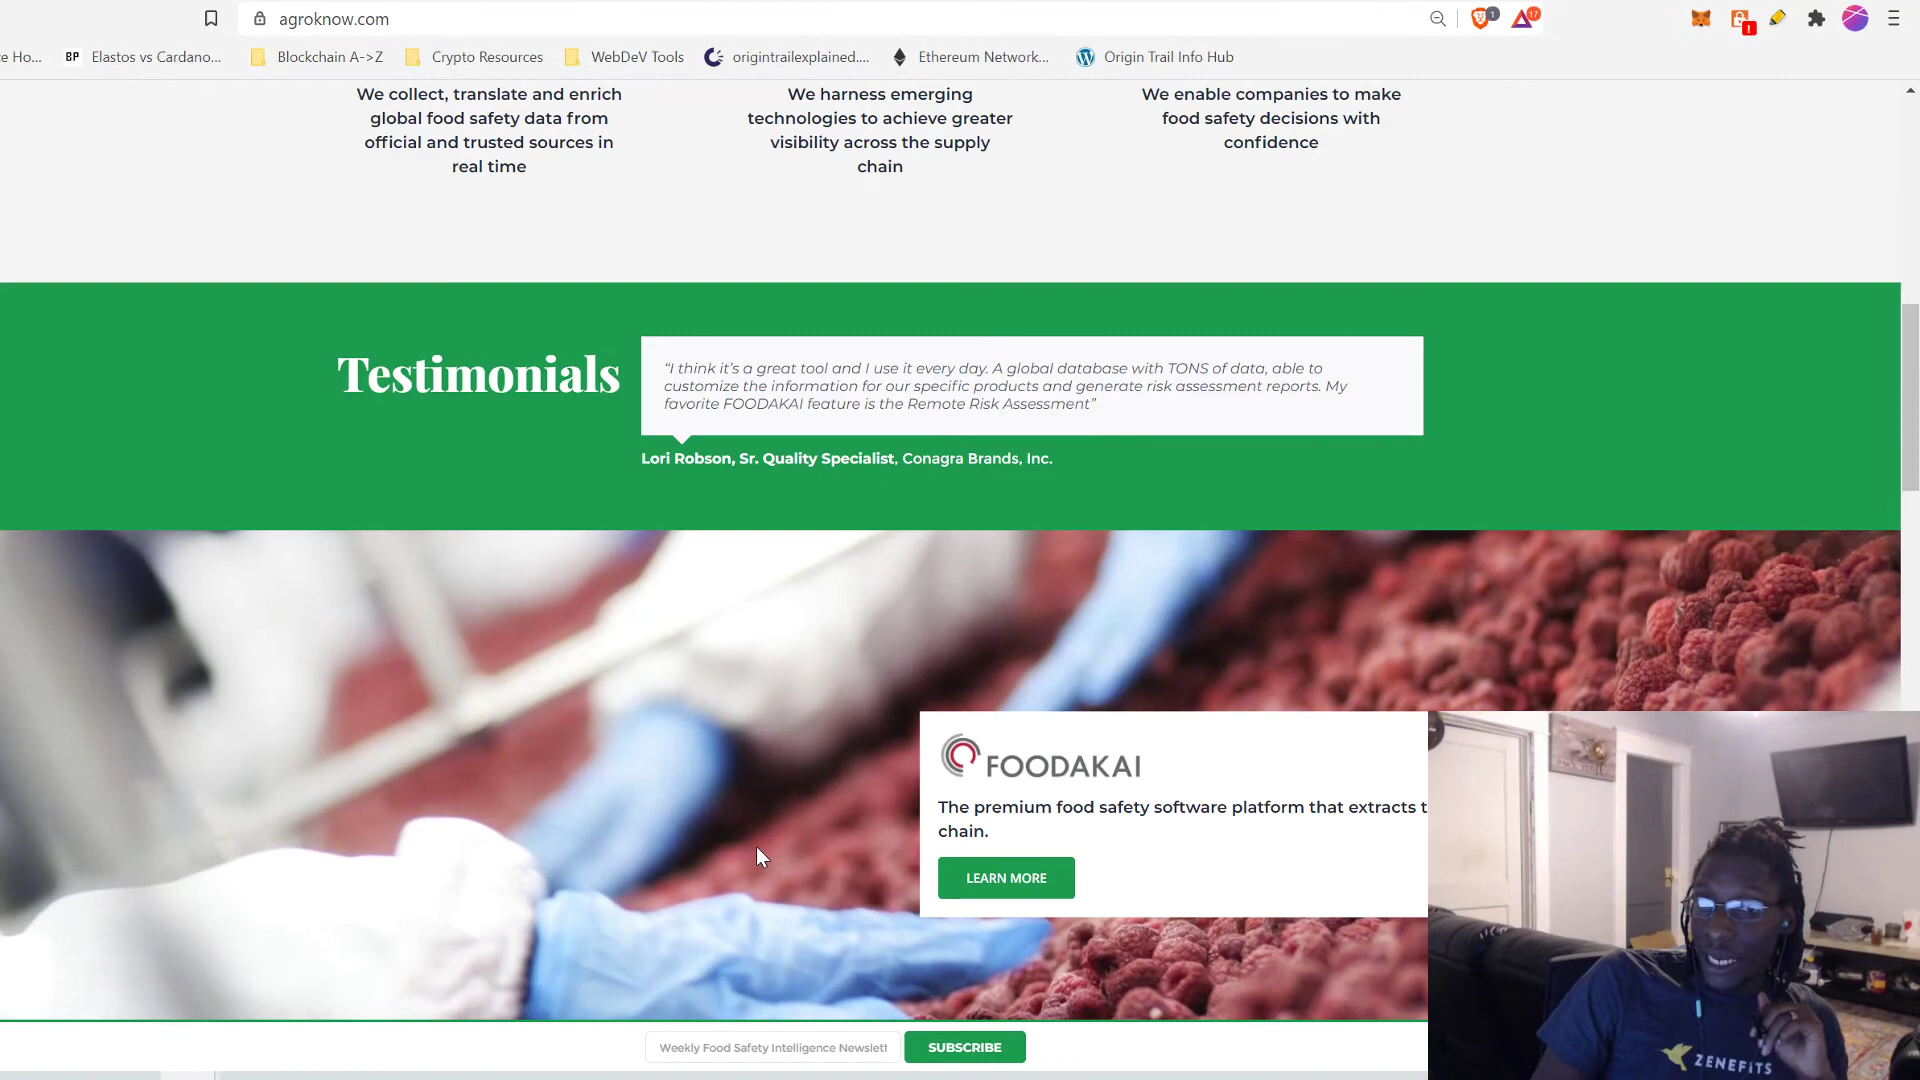 agroknow.com
1
17
ce Ho...
BP Elastos vs Cardano...
Blockchain A->Z
Crypto Resources
WebDeV Tools
origintrailexplained....
Ethereum Network...
Origin Trail Info Hub
We collect, translate and enrich
global food safety data from
official and trusted sources in
real time
We harness emerging
technologies to achieve greater
visibility across the supply
chain
We enable companies to make
food safety decisions with
confidence
Testimonials
“I think it’s a great tool and I use it every day. A global database with TONS of data, able to
customize the information for our specific products and generate risk assessment reports. My
favorite FOODAKAI feature is the Remote Risk Assessment”
Lori Robson, Sr. Quality Specialist, Conagra Brands, Inc.
FOODAKAI
The premium food safety software platform that extracts t
chain.
LEARN MORE
Weekly Food Safety Intelligence Newslett
SUBSCRIBE
ZENEFITS